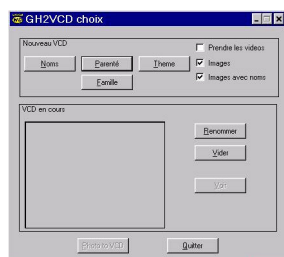 GH2VCD choix
Nouveau VCD
Prendre les videos
Noms Parenté Theme
Images
Famille
Images avec noms
VCD en cours
Renommer
Vider
Voir
Photo to VCD Quitter